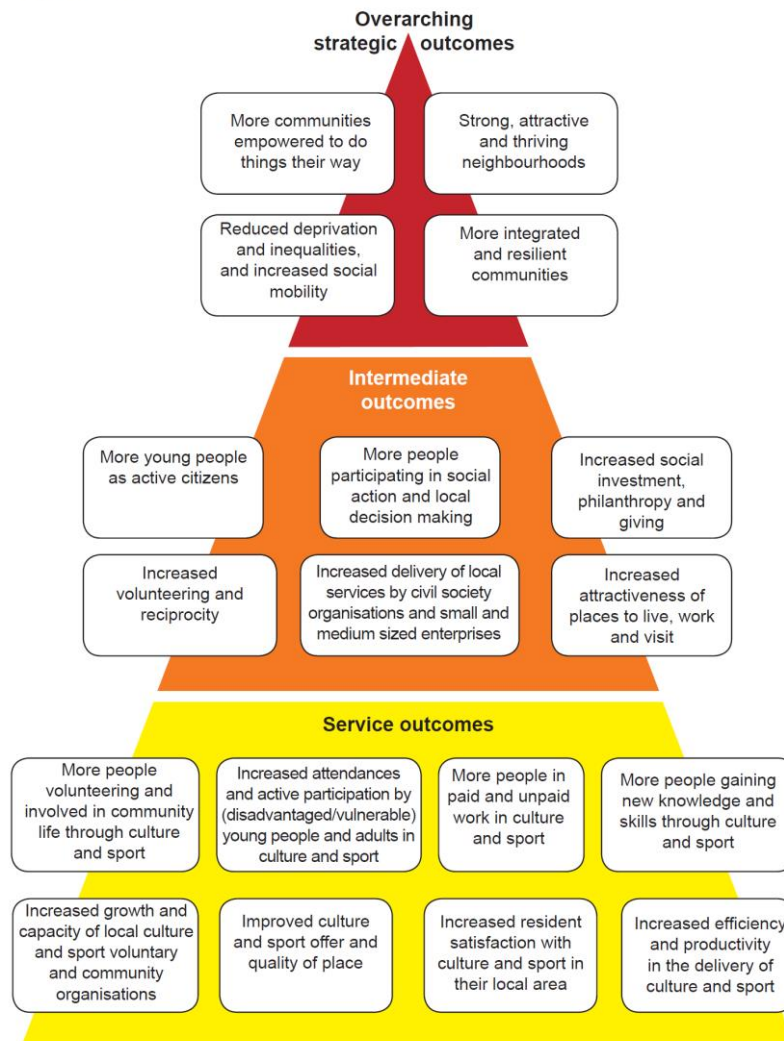 Overarching
strategic outcomes
More communities
empowered to do
things their way
Strong, attractive
and thriving
neighbourhoods
Reduced deprivation
and inequalities,
and increased social
mobility
More integrated
and resilient
communities
Intermediate
outcomes
More young people
as active citizens
More people
participating in social
action and local
decision making
Increased social
investment,
philanthropy and
giving
Increased
volunteering and
reciprocity
Increased delivery of local
services by civil society
organisations and small and
medium sized enterprises
Increased
attractiveness of
places to live, work
and visit
Service outcomes
More people
volunteering and
involved in community
life through culture
and sport
Increased attendances
and active participation by
(disadvantaged/vulnerable)
young people and adults in
culture and sport
More people in
paid and unpaid
work in culture
and sport
More people gaining
new knowledge and
skills through culture
and sport
Increased growth and
capacity of local culture
and sport voluntary
and community
organisations
Improved culture
and sport offer and
quality of place
Increased resident
satisfaction with
culture and sport in
their local area
Increased efficiency
and productivity
in the delivery of
culture and sport